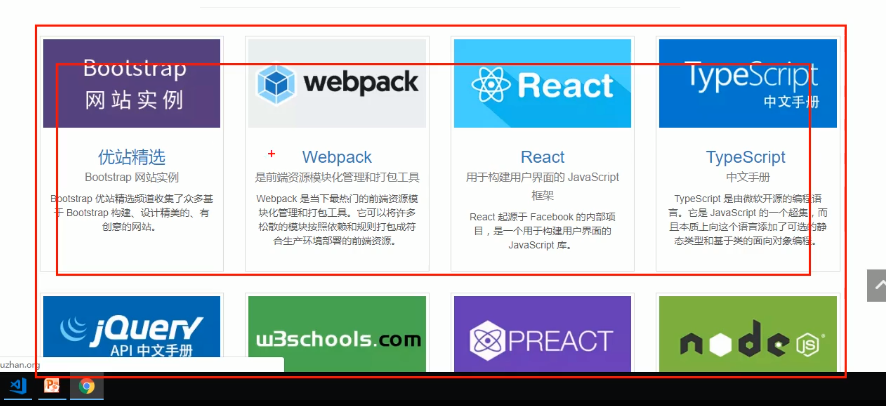 Bootstrap
网站实例
webpack
React
TypeScript
中文手册
优站精选
Bootstrap 网站实例
Bootstrap 优站精选频道收集了众多基
于 Bootstrap 构建、设计精美的、有
创意的网站。
Webpack
是前端资源模块化管理和打包工具
Webpack 是当下最热门的前端资源模
块化管理和打包工具。它可以将许多
松散的模块按照依赖和规则打包成符
合生产环境部署的前端资源。
React
用于构建用户界面的 JavaScript
框架
React 起源于 Facebook 的内部项
目，是一个用于构建用户界面的
JavaScript 库。
TypeScript
中文手册
TypeScript 是由微软开源的编程语
言。它是 JavaScript 的一个超集，而
且本质上向这个语言添加了可选的静
态类型和基于类的面向对象编程。
jQuery
API 中文手册
w3schools.com
PREACT
node
JS
uzhan.org